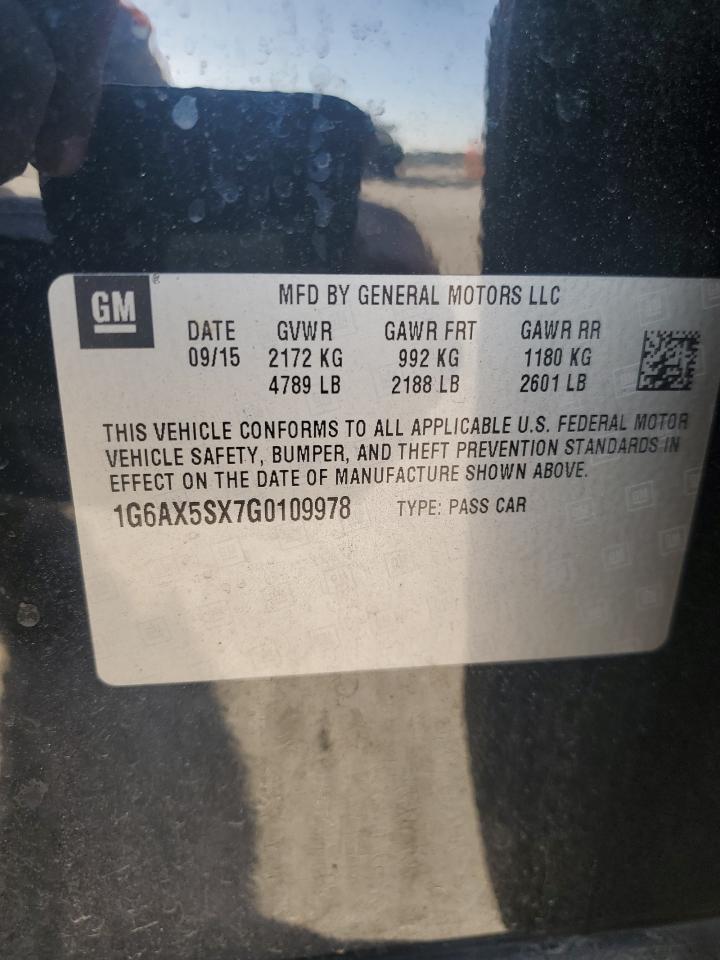 GM
MFD BY GENERAL MOTORS LLC
DATE GVWR GAWR FRT GAWR RR
09/15 2172 KG 992 KG 1180 KG
4789 LB 2188 LB 2601 LB
THIS VEHICLE CONFORMS TO ALL APPLICABLE U.S. FEDERAL MOTOR
VEHICLE SAFETY, BUMPER, AND THEFT PREVENTION STANDARDS IN
EFFECT ON THE DATE OF MANUFACTURE SHOWN ABOVE.
1G6AX5SX7G0109978 TYPE: PASS CAR